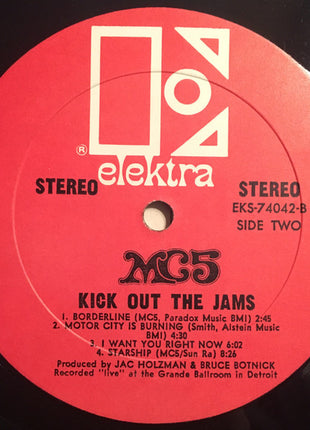 ® elektra
STEREO STEREO
EKS-74042-B
SIDE TWO
MC5
KICK OUT THE JAMS
1. BORDERLINE (MC5, Paradox Music BMI) 2:45
2. MOTOR CITY IS BURNING (Smith, Alstein Music
BMI) 4:30
3. I WANT YOU RIGHT NOW 6:02
4. STARSHIP (MC5/Sun Ra) 8:26
Produced by JAC HOLZMAN & BRUCE BOTNICK
Recorded "live" at the Grande Ballroom in Detroit